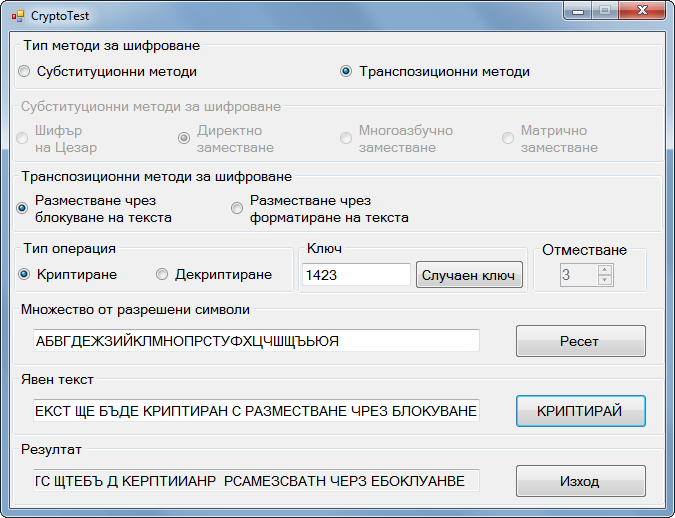 CryptoTest
Тип методи за шифроване
Субституционни методи Транспозиционни методи
Субституционни методи за шифроване
Шифър Директно Многоазбучно Матрично
на Цезар заместване заместване заместване
Транспозиционни методи за шифроване
Разместване чрез Разместване чрез
блокуване на текста форматиране на текста
Тип операция Ключ Отместване
Криптиране Декриптиране 1423 Случаен ключ 3
Множество от разрешени символи
АБВГДЕЖЗИЙКЛМНОПРСТУФХЦЧШЩЪЬЮЯ Ресет
Явен текст
ЕКСТ ЩЕ БЪДЕ КРИПТИРАН С РАЗМЕСТВАНЕ ЧРЕЗ БЛОКУВАНЕ КРИПТИРАЙ
Резултат
ТС ЩТЕБЪ Д КЕРПТИИАНР  РСАМЕЗСВАТН ЧЕРЗ ЕБОКЛУАНВЕ Изход